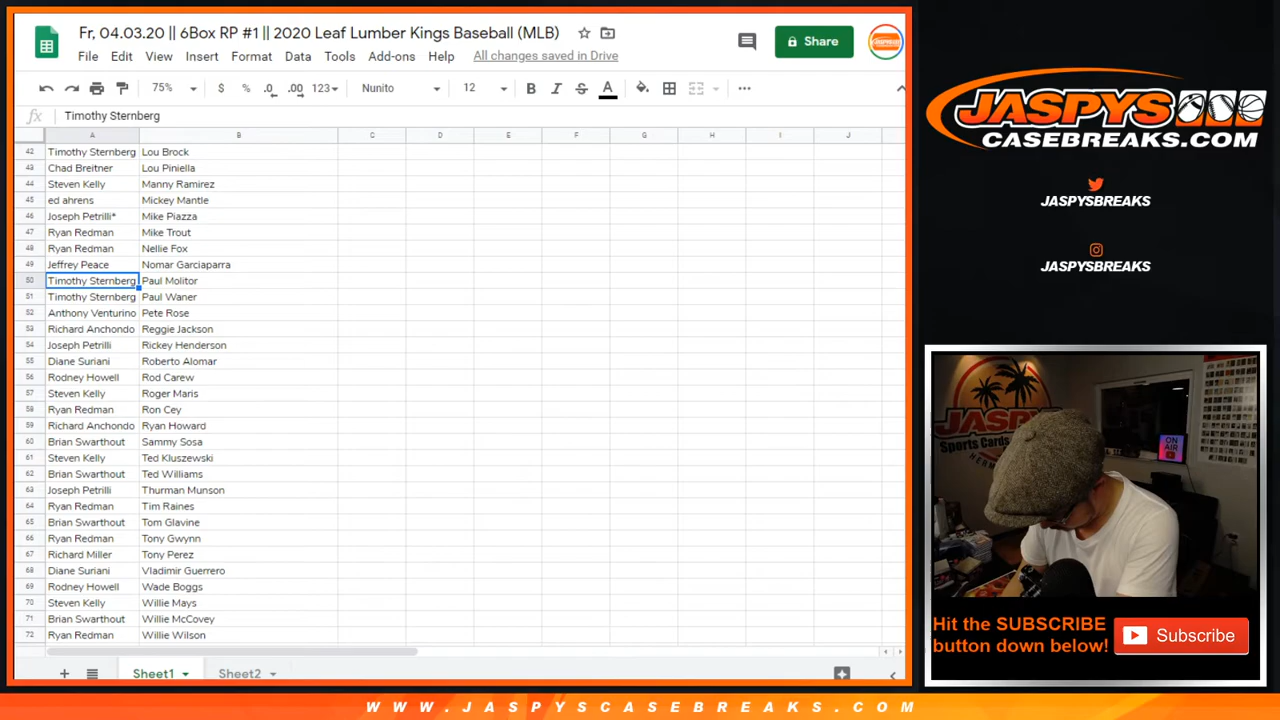 Fr, 04.03.20 || 6Box RP #1 || 2020 Leaf Lumber Kings Baseball (MLB)
File Edit View Insert Format Data Tools Add-ons Help All changes saved in Drive
Share
75% $ % .0 .00 123 Nunito 12 B I S A
fx Timothy Sternberg
A B C D E F G H I J
42 Timothy Sternberg Lou Brock
43 Chad Breitner Lou Piniella
44 Steven Kelly Manny Ramirez
45 ed ahrens Mickey Mantle
46 Joseph Petrilli* Mike Piazza
47 Ryan Redman Mike Trout
48 Ryan Redman Nellie Fox
49 Jeffrey Peace Nomar Garciaparra
50 Timothy Sternberg Paul Molitor
51 Timothy Sternberg Paul Waner
52 Anthony Venturino Pete Rose
53 Richard Anchondo Reggie Jackson
54 Joseph Petrilli Rickey Henderson
55 Diane Suriani Roberto Alomar
56 Rodney Howell Rod Carew
57 Steven Kelly Roger Maris
58 Ryan Redman Ron Cey
59 Richard Anchondo Ryan Howard
60 Brian Swarthout Sammy Sosa
61 Steven Kelly Ted Kluszewski
62 Brian Swarthout Ted Williams
63 Joseph Petrilli Thurman Munson
64 Ryan Redman Tim Raines
65 Brian Swarthout Tom Glavine
66 Ryan Redman Tony Gwynn
67 Richard Miller Tony Perez
68 Diane Suriani Vladimir Guerrero
69 Rodney Howell Wade Boggs
70 Steven Kelly Willie Mays
71 Brian Swarthout Willie McCovey
72 Ryan Redman Willie Wilson
Sheet1 Sheet2
JASPYS
CASEBREAKS.COM
JASPYSBREAKS
JASPYSBREAKS
JASPYS
Sports Cards
ON
AIR
Hit the SUBSCRIBE
button down below!
Subscribe
WWW.JASPYSCASEBREAKS.COM